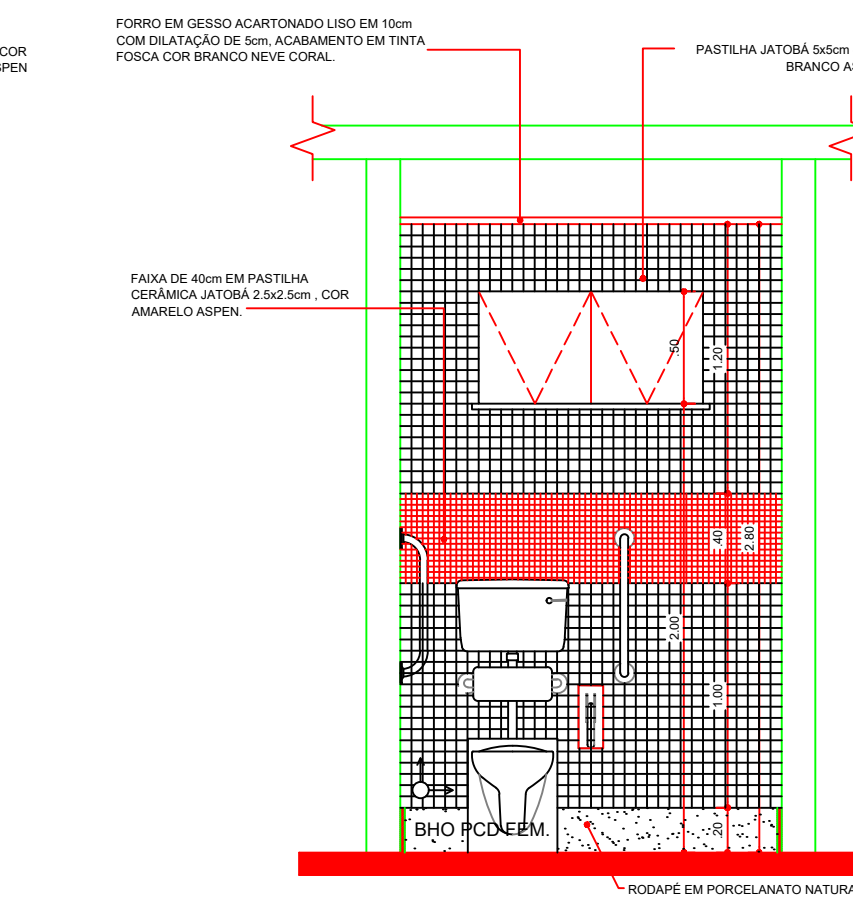 FORRO EM GESSO ACARTONADO LISO EM 10cm
COM DILATAÇÃO DE 5cm, ACABAMENTO EM TINTA
FOSCA COR BRANCO NEVE CORAL.
COR
PEN
PASTILHA JATOBÁ 5x5cm
BRANCO AS
FAIXA DE 40cm EM PASTILHA
CERÂMICA JATOBÁ 2.5x2.5cm , COR
AMARELO ASPEN.
.50
1.20
.40
2.80
2.00
1.00
.20
BHO PCD FEM.
RODAPÉ EM PORCELANATO NATURA